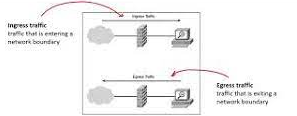 Ingress Traffic
Ingress traffic
traffic that is entering a
network boundary
Egress Traffic
Egress traffic
traffic that is exiting a
network boundary